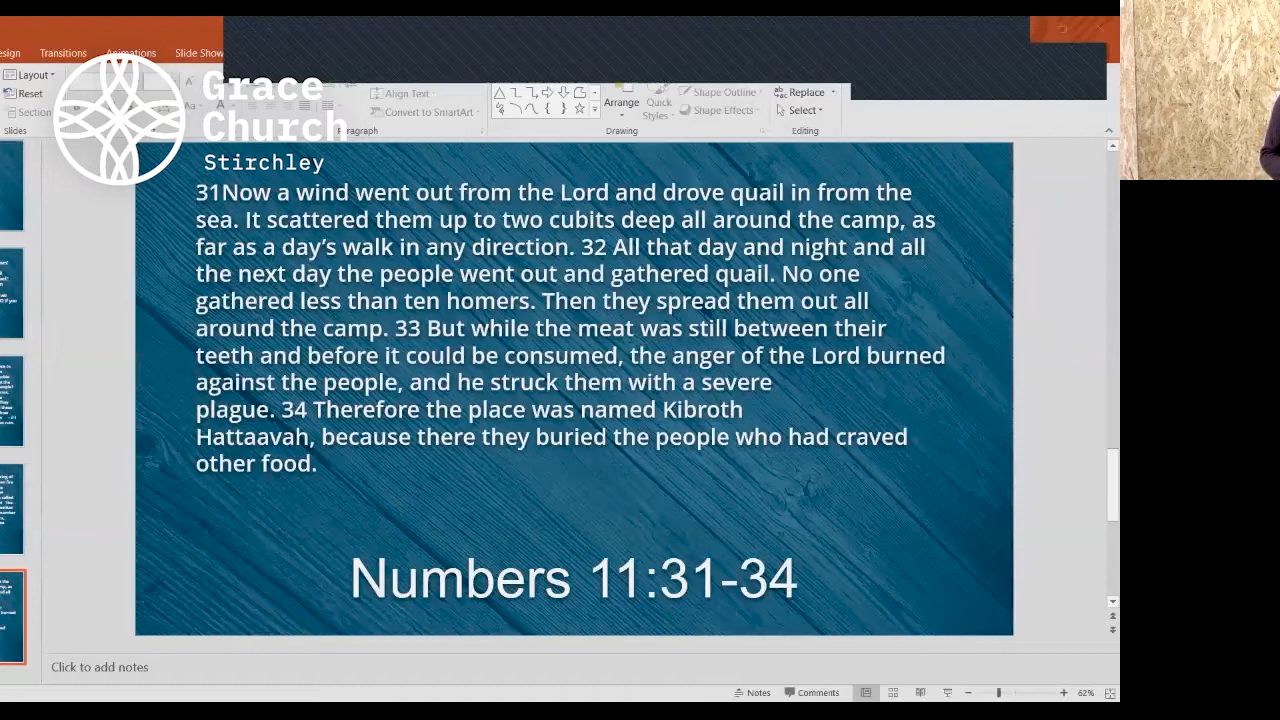 esign Transitions Animations Slide Show
Layout
Reset
Section
Slides
Grace
Church
Stirchley
Align Text
Convert to SmartArt
Paragraph
Arrange
Quick
Styles
Shape Outline
Shape Effects
Drawing
Replace
Select
Editing
31Now a wind went out from the Lord and drove quail in from the
sea. It scattered them up to two cubits deep all around the camp, as
far as a day’s walk in any direction. 32 All that day and night and all
the next day the people went out and gathered quail. No one
gathered less than ten homers. Then they spread them out all
around the camp. 33 But while the meat was still between their
teeth and before it could be consumed, the anger of the Lord burned
against the people, and he struck them with a severe
plague. 34 Therefore the place was named Kibroth
Hattaavah, because there they buried the people who had craved
other food.
Numbers 11:31-34
Click to add notes
Notes Comments 62%